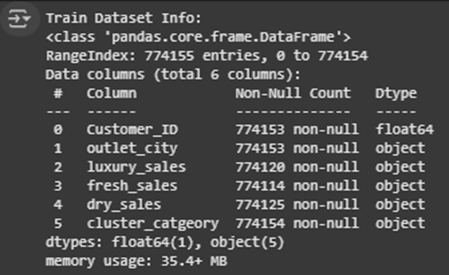 Train Dataset Info:
<class 'pandas.core.frame.DataFrame'>
RangeIndex: 774155 entries, 0 to 774154
Data columns (total 6 columns):
 #   Column            Non-Null Count   Dtype
---  ------            --------------   -----
 0   Customer_ID       774153 non-null  float64
 1   outlet_city       774153 non-null  object
 2   luxury_sales      774120 non-null  object
 3   fresh_sales       774114 non-null  object
 4   dry_sales         774125 non-null  object
 5   cluster_catgeory  774154 non-null  object
dtypes: float64(1), object(5)
memory usage: 35.4+ MB